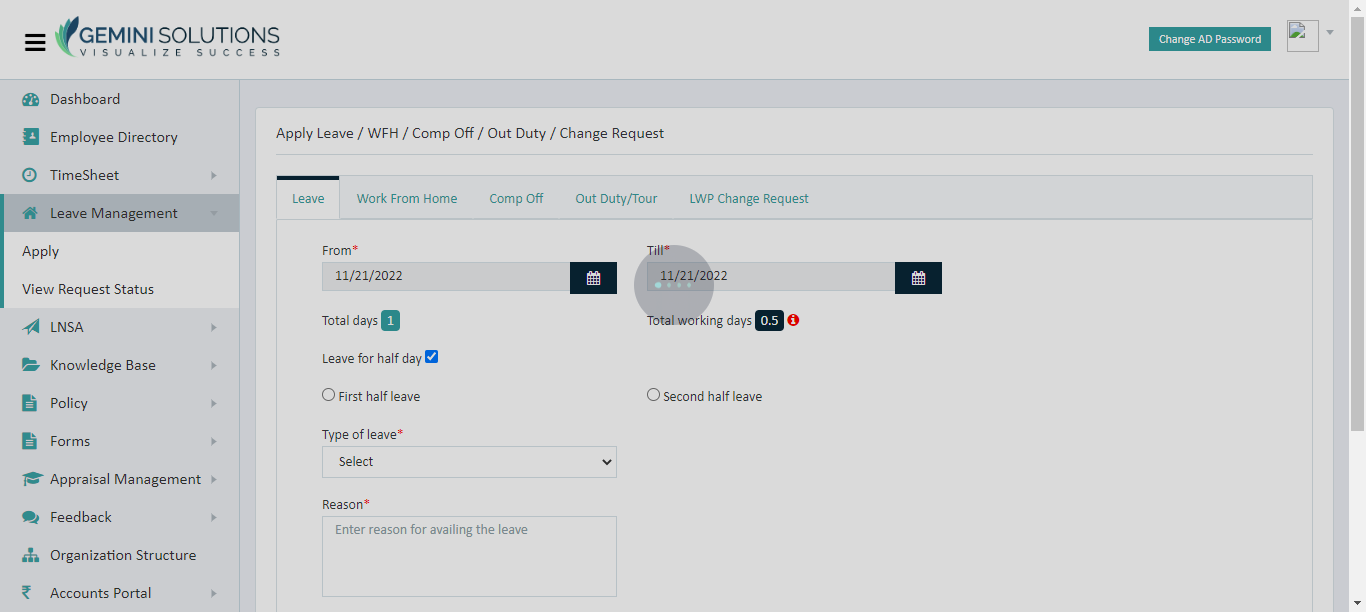 GEMINI SOLUTIONS
VISUALIZE SUCCESS
Change AD Password
Dashboard
Employee Directory
TimeSheet
Leave Management
Apply
View Request Status
LNSA
Knowledge Base
Policy
Forms
Appraisal Management
Feedback
Organization Structure
Accounts Portal
Apply Leave / WFH / Comp Off / Out Duty / Change Request
Leave Work From Home Comp Off Out Duty/Tour LWP Change Request
From* Till*
11/21/2022 11/21/2022
Total days 1 Total working days 0.5
Leave for half day
First half leave Second half leave
Type of leave*
Select
Reason*
Enter reason for availing the leave